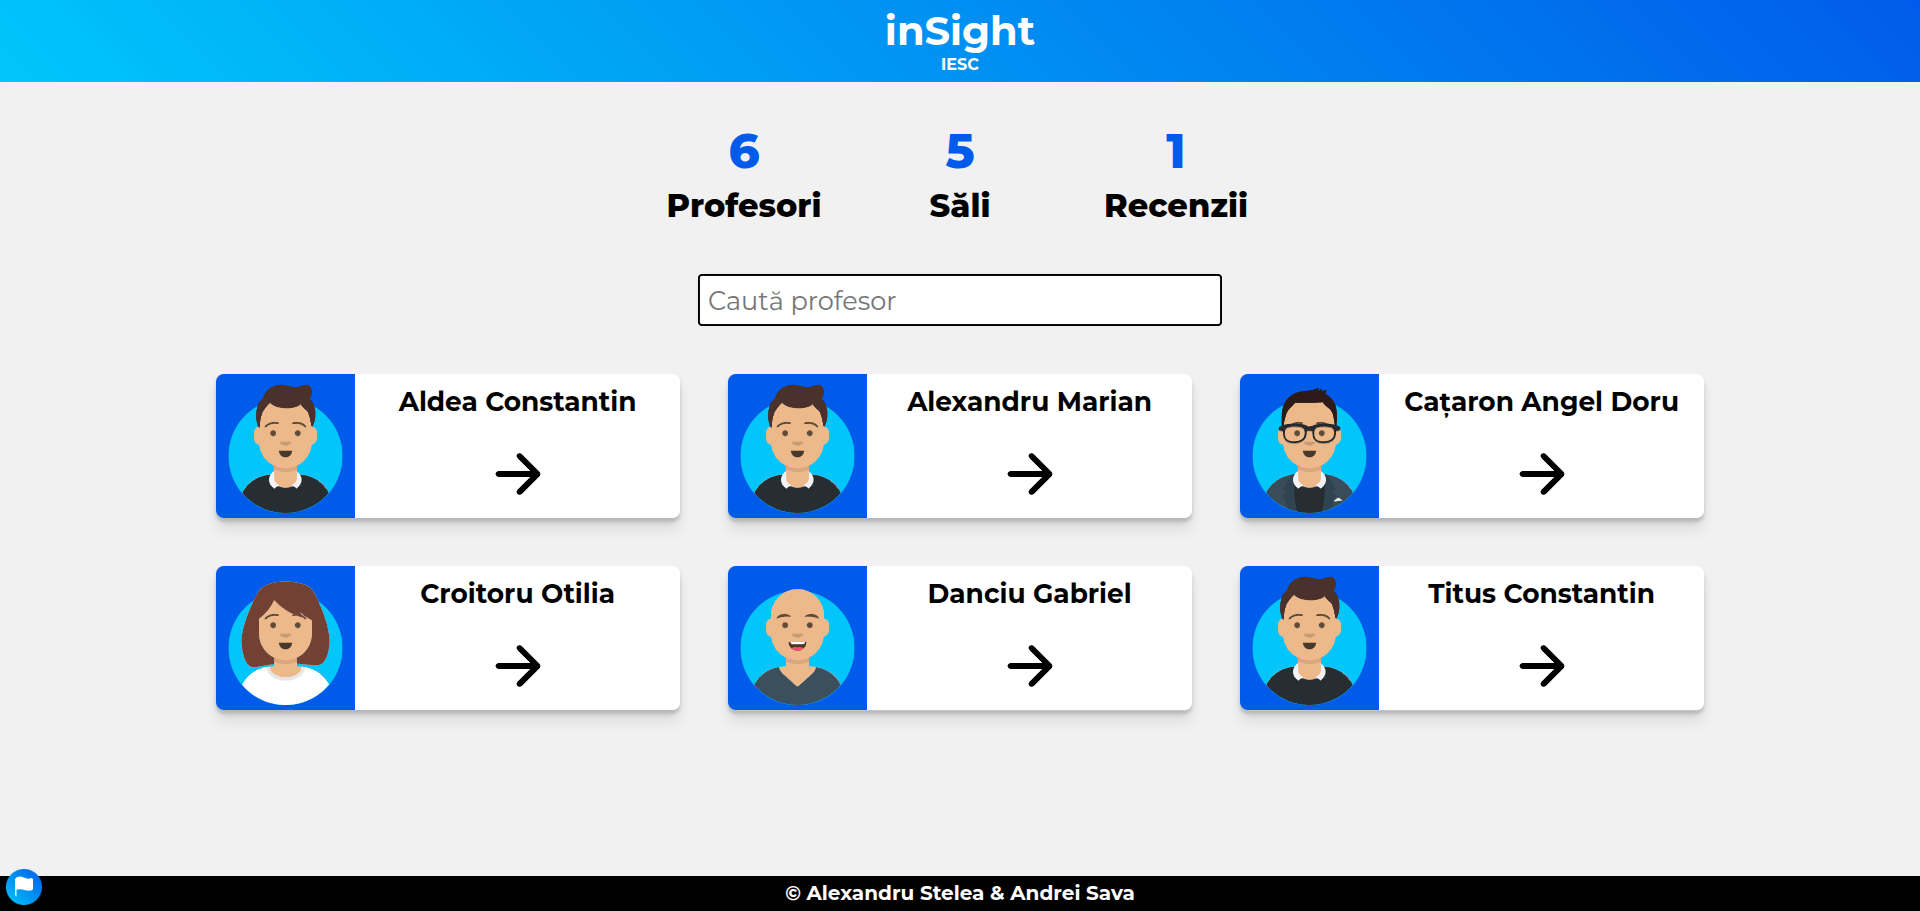 inSight
IESC
6
Profesori
5
Săli
1
Recenzii
Caută profesor
Aldea Constantin
Alexandru Marian
Cațaron Angel Doru
Croitoru Otilia
Danciu Gabriel
Titus Constantin
© Alexandru Stelea & Andrei Sava